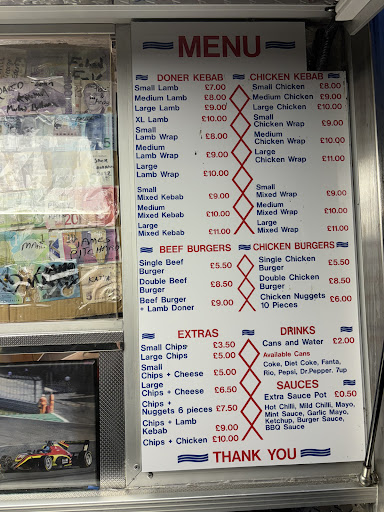 MENU
DONER KEBAB
Small Lamb £7.00
Medium Lamb £8.00
Large Lamb £9.00
XL Lamb £10.00
Small
Lamb Wrap £8.00
Medium
Lamb Wrap £9.00
Large
Lamb Wrap £10.00
Small
Mixed Kebab £9.00
Medium
Mixed Kebab £10.00
Large
Mixed Kebab £11.00
CHICKEN KEBAB
Small Chicken £8.00
Medium Chicken £9.00
Large Chicken £10.00
Small
Chicken Wrap £9.00
Medium
Chicken Wrap £10.00
Large
Chicken Wrap £11.00
Small
Mixed Wrap £9.00
Medium
Mixed Wrap £10.00
Large
Mixed Wrap £11.00
BEEF BURGERS
Single Beef
Burger £5.50
Double Beef
Burger £8.50
Beef Burger
+ Lamb Doner £9.00
CHICKEN BURGERS
Single Chicken
Burger £5.50
Double Chicken
Burger £8.50
Chicken Nuggets
10 Pieces £6.00
EXTRAS
Small Chips £3.50
Large Chips £5.00
Small
Chips + Cheese £5.00
Large
Chips + Cheese £6.50
Chips +
Nuggets 6 pieces £7.50
Chips + Lamb
Kebab £9.00
Chips + Chicken £10.00
DRINKS
Cans and Water £2.00
Available Cans
Coke, Diet Coke, Fanta,
Rio, Pepsi, Dr.Pepper. 7up
SAUCES
Extra Sauce Pot £0.50
Hot Chilli, Mild Chilli, Mayo,
Mint Sauce, Garlic Mayo,
Ketchup, Burger Sauce,
BBQ Sauce
THANK YOU